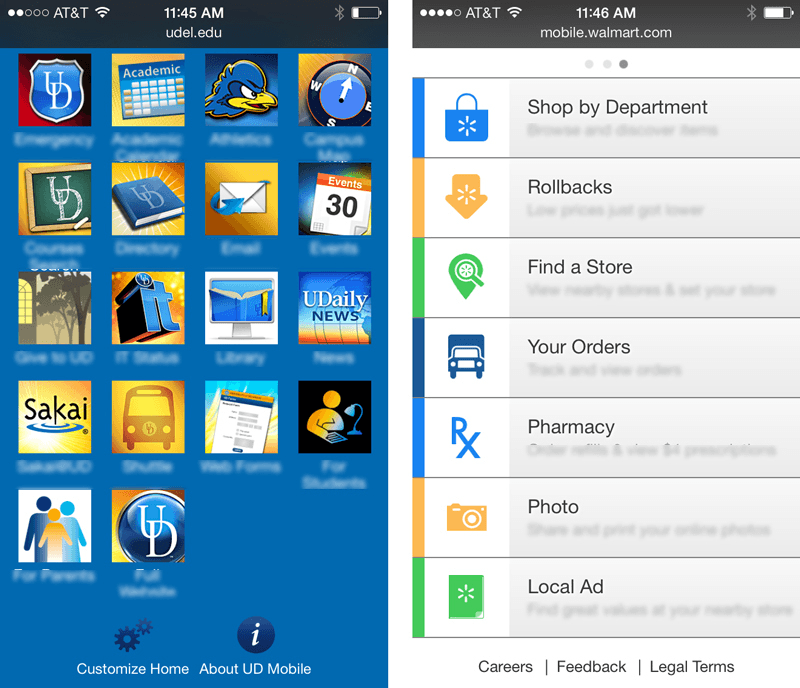 AT&T 11:45 AM
udel.edu
UD
Academic
N
W
E
S
Emergency
Academic
Calendar
Athletics
Campus
Map
UD
UD
Events
30
Courses
Search
Directory
Email
Events
UD
it
UDaily
NEWS
Give to UD
IT Status
Library
News
Sakai
UD
Sakai@UD
Shuttle
Web Forms
For
Students
UD
For Parents
Full
Website
i
Customize Home
About UD Mobile
AT&T 11:46 AM
mobile.walmart.com
Shop by Department
Browse and discover items
Rollbacks
Low prices just got lower
Find a Store
View nearby stores & set your store
Your Orders
Track and view orders
Rx
Pharmacy
Order refills & view $4 prescriptions
Photo
Share and print your online photos
Local Ad
Find great values at your nearby store
Careers | Feedback | Legal Terms